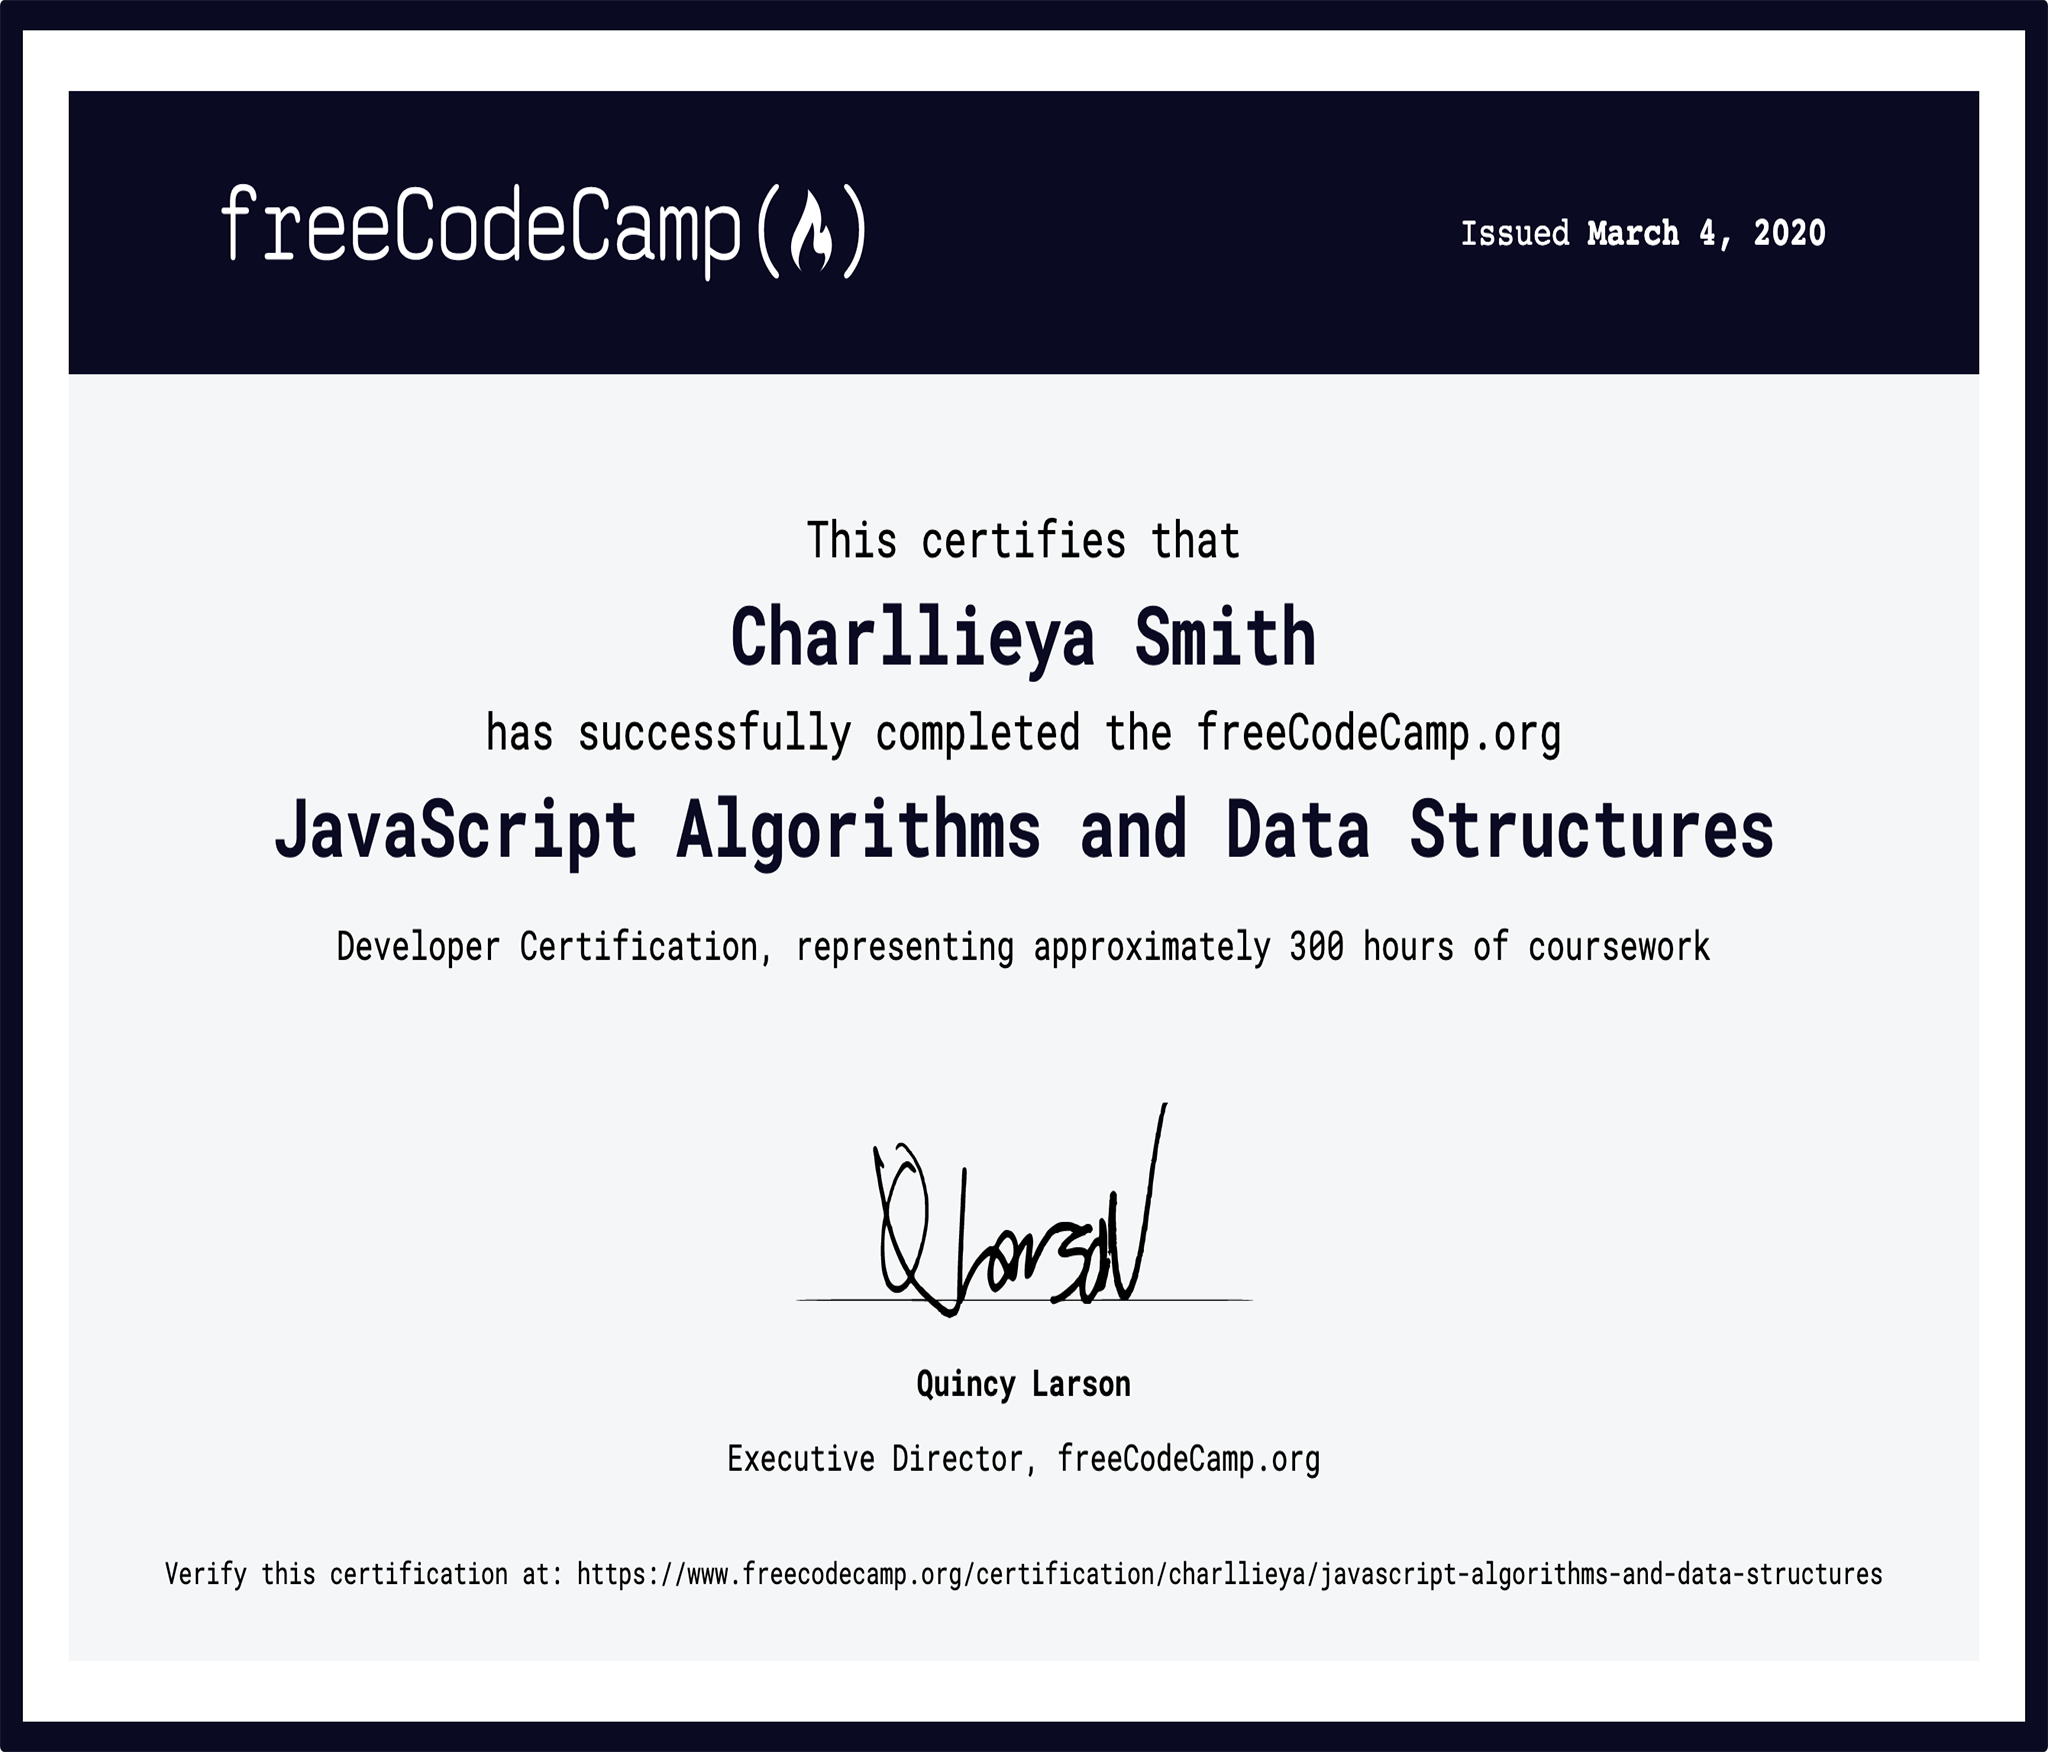 freeCodeCamp
Issued March 4, 2020
This certifies that
Charllieya Smith
has successfully completed the freeCodeCamp.org
JavaScript Algorithms and Data Structures
Developer Certification, representing approximately 300 hours of coursework
Q Larson
Quincy Larson
Executive Director, freeCodeCamp.org
Verify this certification at: https://www.freecodecamp.org/certification/charllieya/javascript-algorithms-and-data-structures